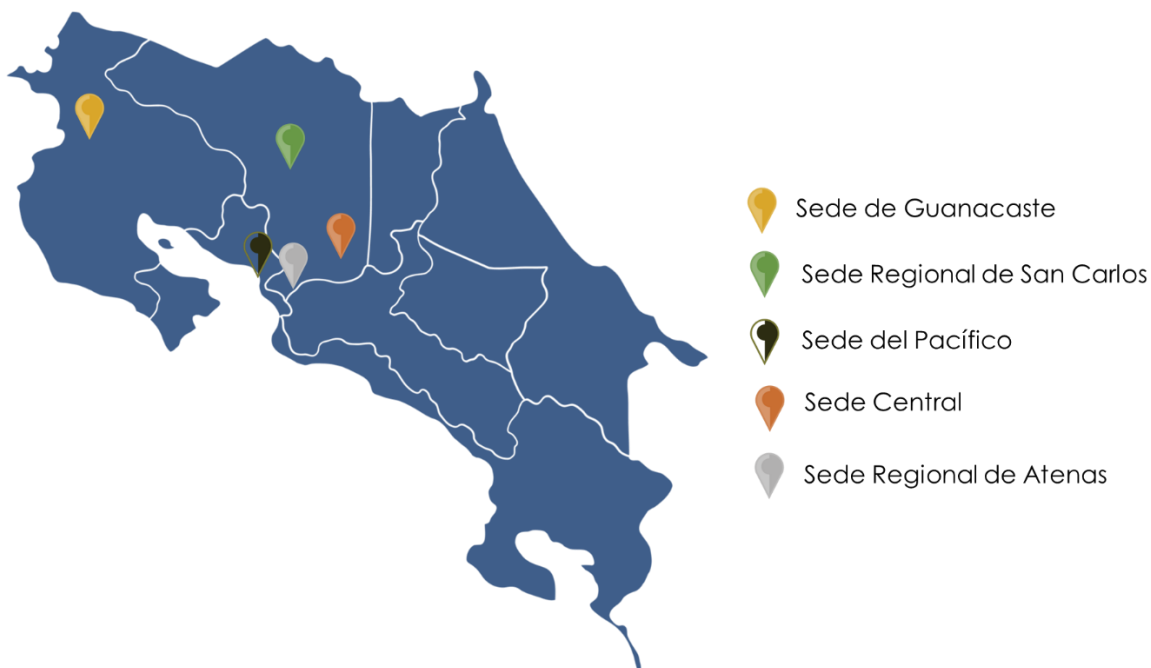 Sede de Guanacaste
Sede Regional de San Carlos
Sede del Pacífico
Sede Central
Sede Regional de Atenas